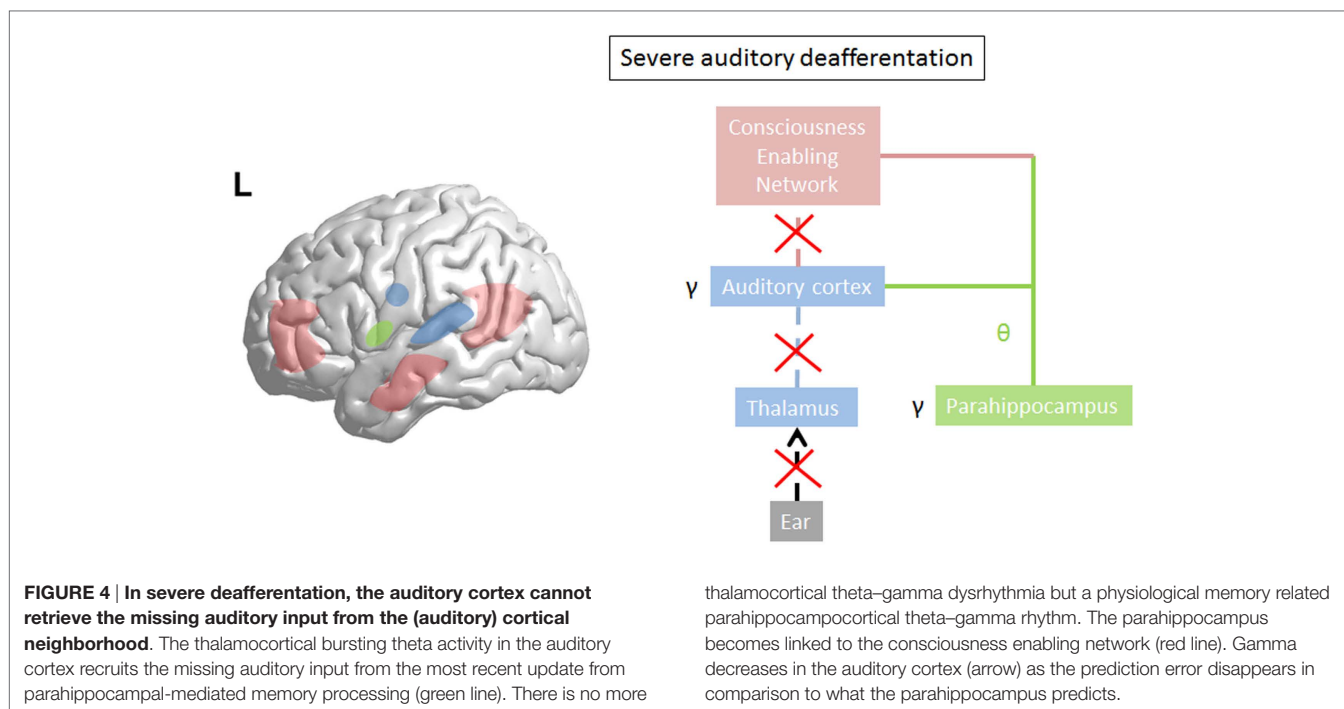 Severe auditory deafferentation
L
Consciousness
Enabling
Network
γ
Auditory cortex
θ
Thalamus
γ
Parahippocampus
Ear
FIGURE 4 | In severe deafferentation, the auditory cortex cannot
retrieve the missing auditory input from the (auditory) cortical
neighborhood. The thalamocortical bursting theta activity in the auditory
cortex recruits the missing auditory input from the most recent update from
parahippocampal-mediated memory processing (green line). There is no more
thalamocortical theta–gamma dysrhythmia but a physiological memory related
parahippocampocortical theta–gamma rhythm. The parahippocampus
becomes linked to the consciousness enabling network (red line). Gamma
decreases in the auditory cortex (arrow) as the prediction error disappears in
comparison to what the parahippocampus predicts.